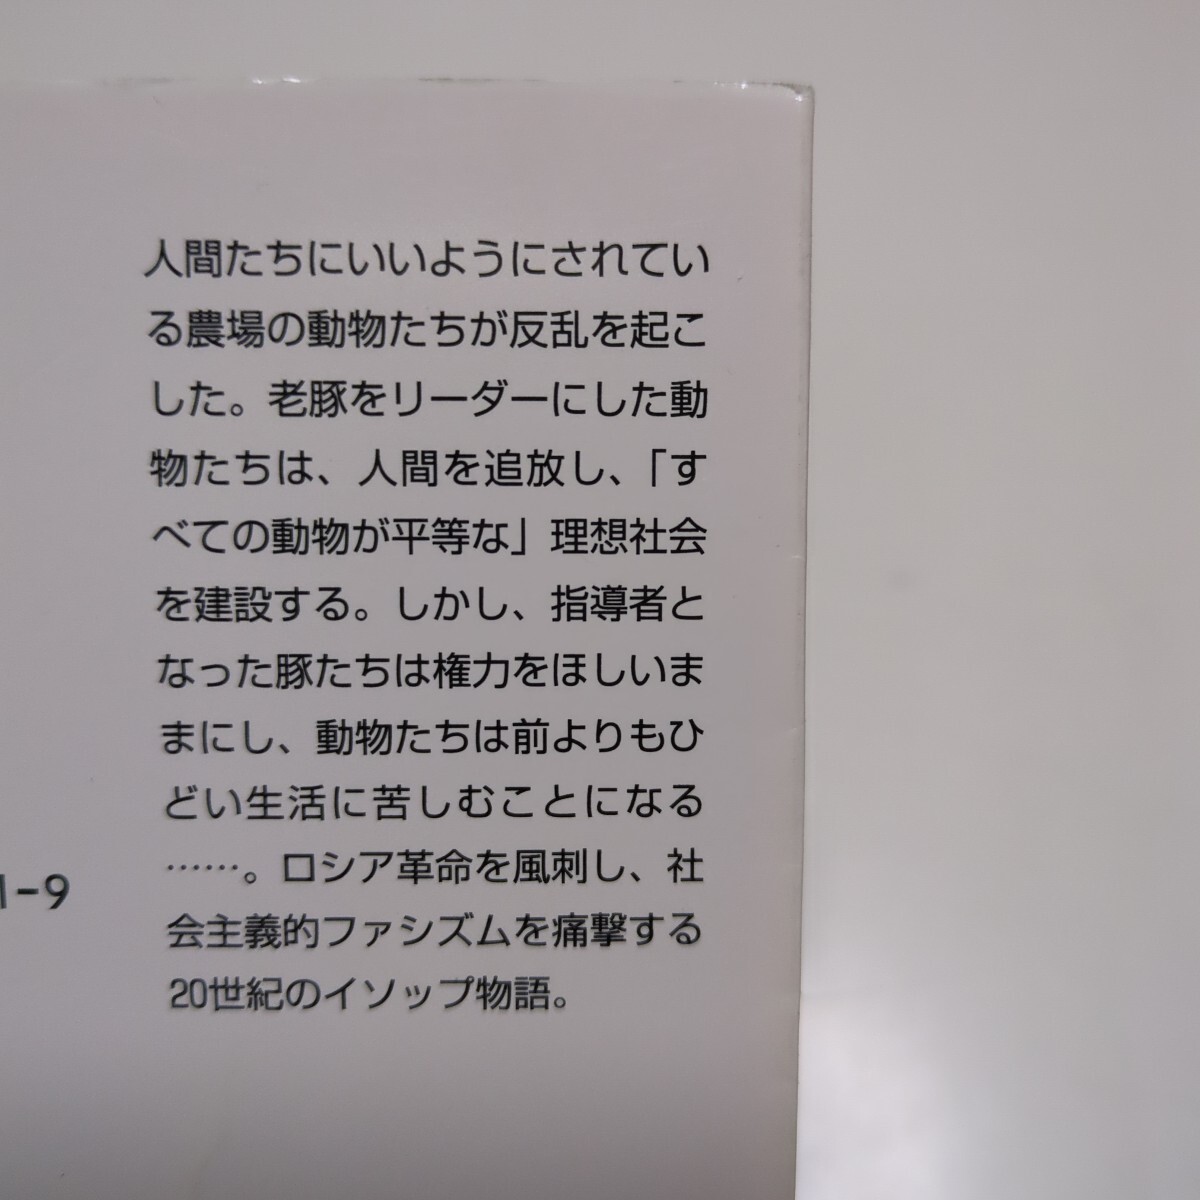 人間たちにいいようにされてい
る農場の動物たちが反乱を起こ
した。老豚をリーダーにした動
物たちは、人間を追放し、「す
べての動物が平等な」理想社会
を建設する。しかし、指導者と
なった豚たちは権力をほしいま
まにし、動物たちは前よりもひ
どい生活に苦しむことになる
……。ロシア革命を風刺し、社
会主義的ファシズムを痛撃する
20世紀のイソップ物語。
1-9